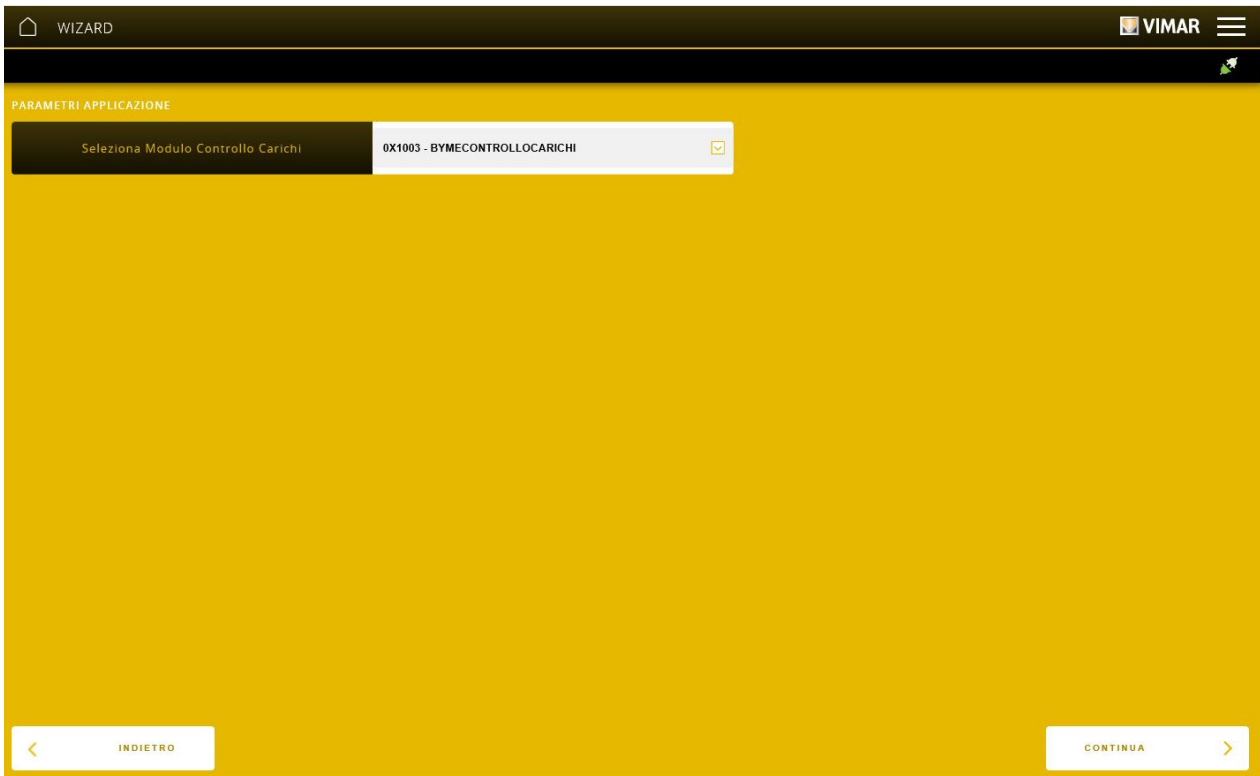 WIZARD
VIMAR
PARAMETRI APPLICAZIONE
Seleziona Modulo Controllo Carichi
0X1003 - BYMECONTROLLOCARICHI
INDIETRO
CONTINUA